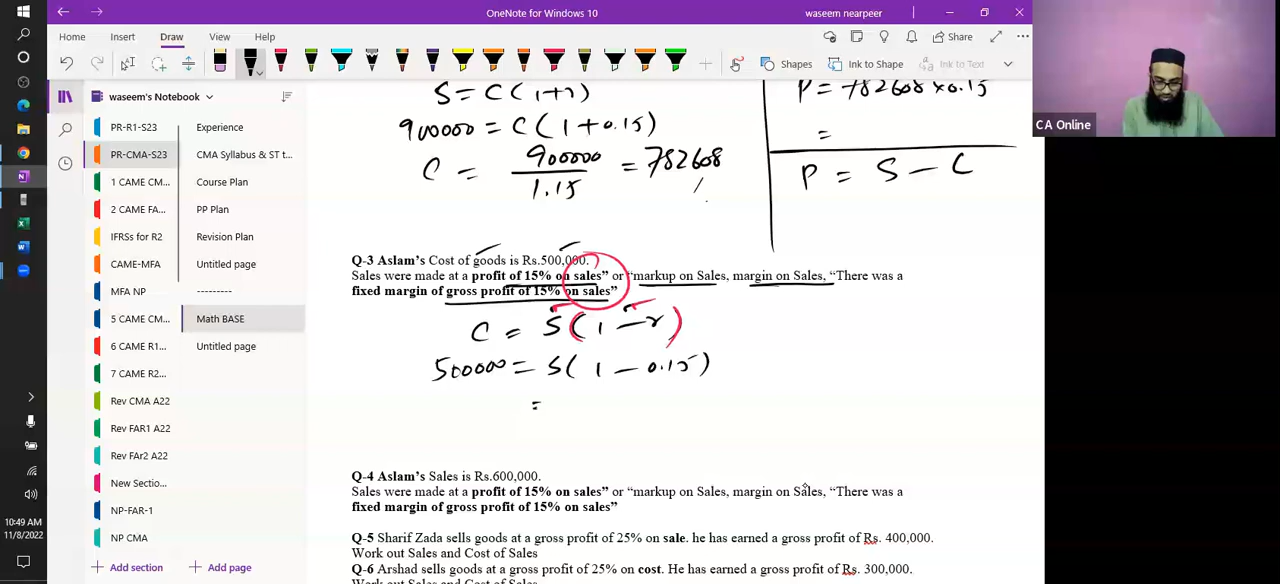 OneNote for Windows 10
waseem nearpeer
Home Insert Draw View Help
Share
Shapes Ink to Shape Ink to Text
waseem's Notebook
PR-R1-S23
PR-CMA-S23
1 CAME CM...
2 CAME FA...
IFRSs for R2
CAME-MFA
MFA NP
5 CAME CM...
6 CAME R1...
7 CAME R2...
Rev CMA A22
Rev FAR1 A22
Rev FAr2 A22
New Sectio...
NP-FAR-1
NP CMA
Add section
Experience
CMA Syllabus & ST t...
Course Plan
PP Plan
Revision Plan
Untitled page
---------
Math BASE
Untitled page
Add page
S = C (1+r)
900000 = C (1 + 0.15)
C = 900000 / 1.15 = 782608
P = 782608 x 0.15
=
P = S - C
Q-3 Aslam's Cost of goods is Rs.500,000.
Sales were made at a profit of 15% on sales" or "markup on Sales, margin on Sales, "There was a
fixed margin of gross profit of 15% on sales"
C = S (1 - r)
500000 = S ( 1 - 0.15 )
=
Q-4 Aslam's Sales is Rs.600,000.
Sales were made at a profit of 15% on sales" or "markup on Sales, margin on Sales, "There was a
fixed margin of gross profit of 15% on sales"
Q-5 Sharif Zada sells goods at a gross profit of 25% on sale. he has earned a gross profit of Rs. 400,000.
Work out Sales and Cost of Sales
Q-6 Arshad sells goods at a gross profit of 25% on cost. He has earned a gross profit of Rs. 300,000.
Work out Sales and Cost of Sales
CA Online
10:49 AM
11/8/2022